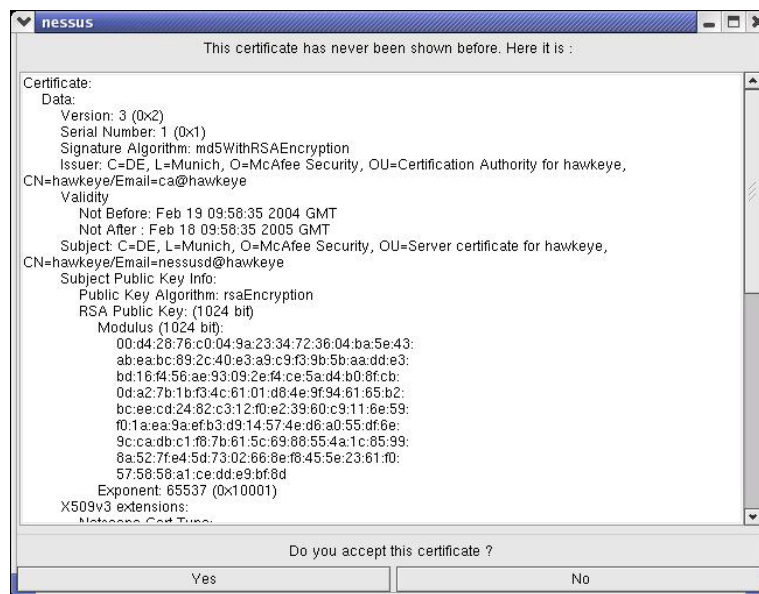 nessus
This certificate has never been shown before. Here it is :
Certificate:
Data:
Version: 3 (0x2)
Serial Number: 1 (0x1)
Signature Algorithm: md5WithRSAEncryption
Issuer: C=DE, L=Munich, O=McAfee Security, OU=Certification Authority for hawkeye,
CN=hawkeye/Email=ca@hawkeye
Validity
Not Before: Feb 19 09:58:35 2004 GMT
Not After : Feb 18 09:58:35 2005 GMT
Subject: C=DE, L=Munich, O=McAfee Security, OU=Server certificate for hawkeye,
CN=hawkeye/Email=nessusd@hawkeye
Subject Public Key Info:
Public Key Algorithm: rsaEncryption
RSA Public Key: (1024 bit)
Modulus (1024 bit):
00:d4:28:76:c0:04:9a:23:34:72:36:04:ba:5e:43:
ab:ea:bc:89:2c:40:e3:a9:c9:f3:9b:5b:aa:dd:e3:
bd:16:f4:56:ae:93:09:2e:f4:ce:5a:d4:b0:8f:cb:
0d:a2:7b:1b:f3:4c:61:01:d8:4e:9f:94:61:65:b2:
bc:ee:cd:24:82:c3:12:f0:e2:39:60:c9:11:6e:59:
f0:1a:ea:9a:ef:b3:d9:14:57:4e:d6:a0:55:df:6e:
9c:ca:db:c1:f8:7b:61:5c:69:88:55:4a:1c:85:99:
8a:52:7f:e4:5d:73:02:66:8e:f8:45:5e:23:61:f0:
57:58:58:a1:ce:dd:e9:bf:8d
Exponent: 65537 (0x10001)
X509v3 extensions:
Netscape Cert Type:
Do you accept this certificate ?
Yes
No